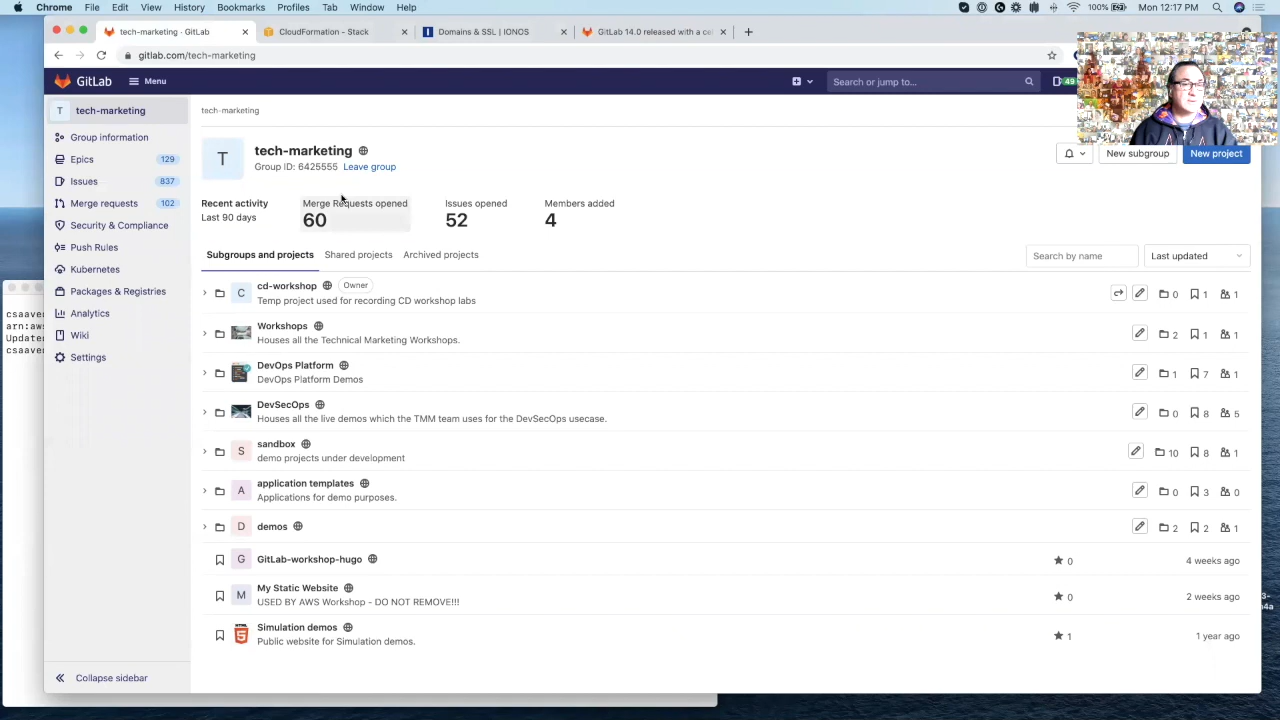 Chrome File Edit View History Bookmarks Profiles Tab Window Help 100% Mon 12:17 PM
tech-marketing · GitLab CloudFormation - Stack Domains & SSL | IONOS GitLab 14.0 released with a ce
gitlab.com/tech-marketing
GitLab Menu Search or jump to... 49
T tech-marketing
tech-marketing
Group information
Epics 129
Issues 837
Merge requests 102
Security & Compliance
Push Rules
Kubernetes
Packages & Registries
Analytics
Wiki
Settings
Collapse sidebar
T tech-marketing
Group ID: 6425555 Leave group
New subgroup New project
Recent activity Merge Requests opened Issues opened Members added
Last 90 days 60 52 4
Subgroups and projects Shared projects Archived projects Search by name Last updated
C cd-workshop Owner 0 1 1
Temp project used for recording CD workshop labs
Workshops 2 1 1
Houses all the Technical Marketing Workshops.
DevOps Platform 1 7 1
DevOps Platform Demos
DevSecOps 0 8 5
Houses all the live demos which the TMM team uses for the DevSecOps usecase.
S sandbox 10 8 1
demo projects under development
A application templates 0 3 0
Applications for demo purposes.
D demos 2 2 1
G GitLab-workshop-hugo 0 4 weeks ago
M My Static Website 0 2 weeks ago
USED BY AWS Workshop - DO NOT REMOVE!!!
Simulation demos 1 1 year ago
Public website for Simulation demos.
csaaver
arn:aws
Updated
csaaver